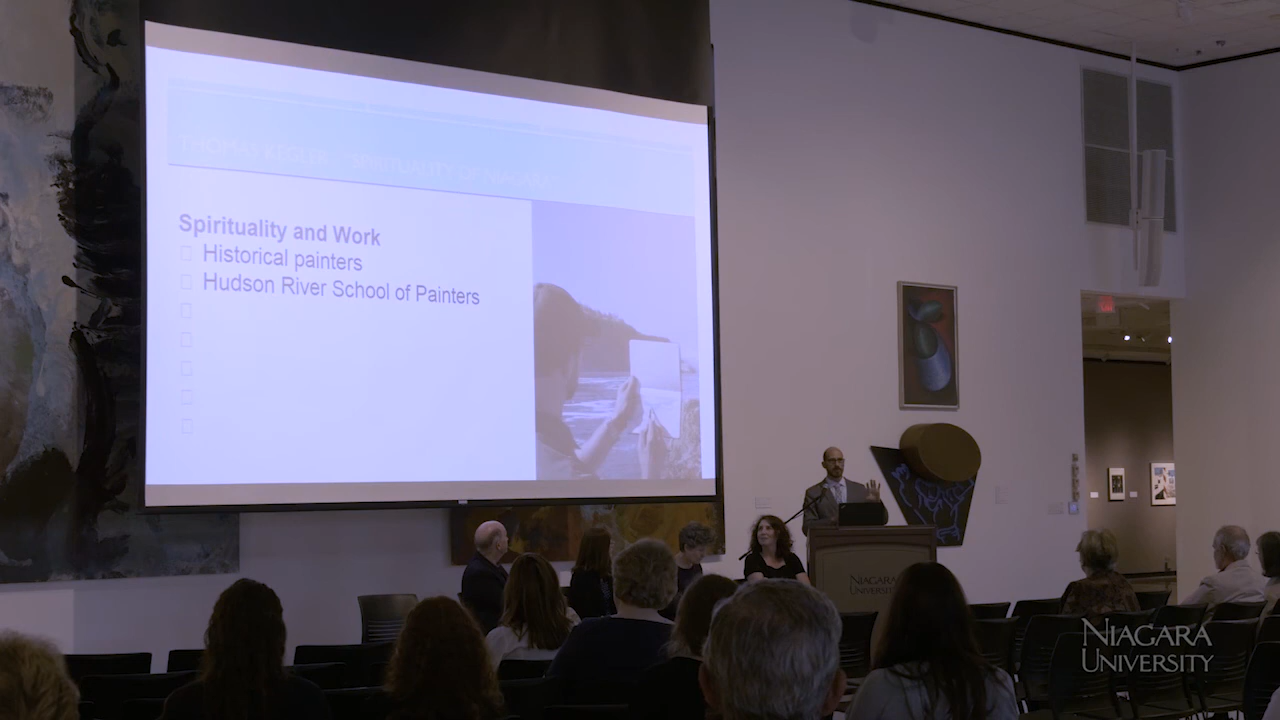 Spirituality and Work
Historical painters
Hudson River School of Painters
NIAGARA
UNIVERSITY
NIAGARA
UNIVERSITY